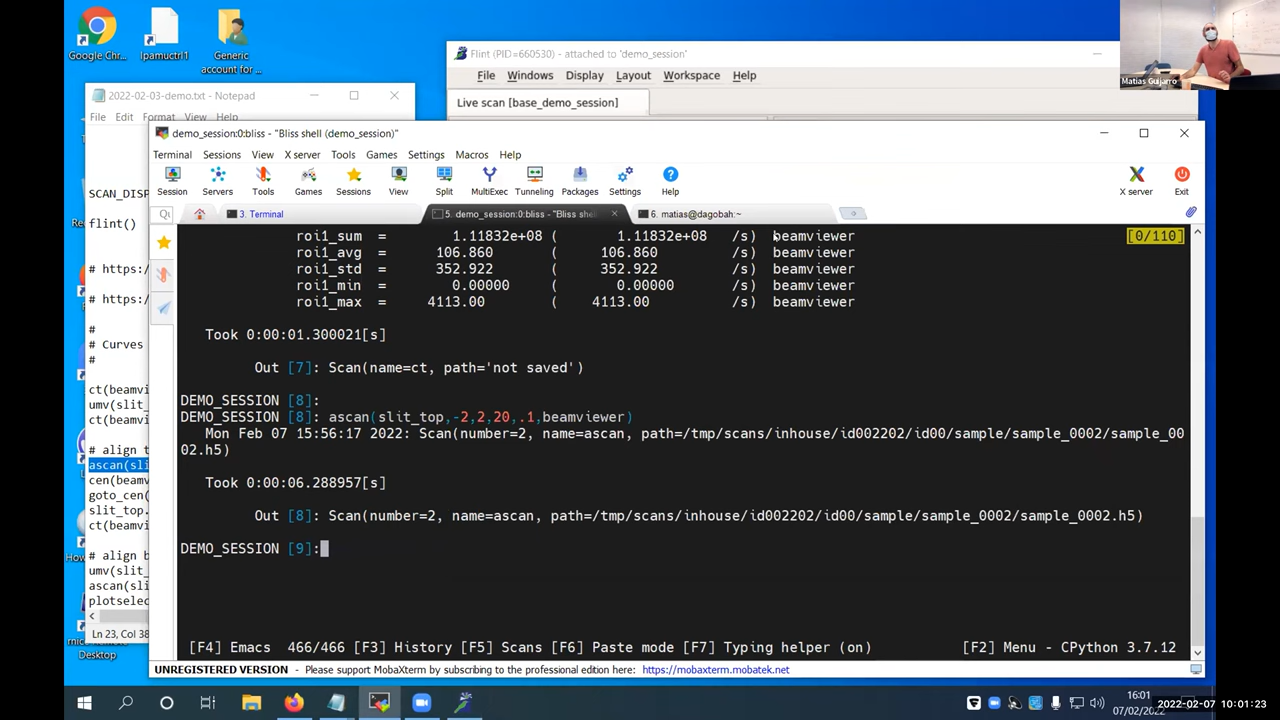 Google Chr...
lpamuctrl1
Generic
account for ...
Flint (PID=660530) - attached to "demo_session"
File Windows Display Layout Workspace Help
Live scan [base_demo_session]
Matias Guijarro
2022-02-03-demo.txt - Notepad
File Edit Format View Help
SCAN_DISP
flint()
# https:/
# https:/
#
# Curves
#
ct(beamvi
umv(slit_
ct(beamvi
# align t
ascan(sli
cen(beamv
goto_cen(
slit_top.
ct(beamvi
# align b
umv(slit_
ascan(sli
plotselec
Ln 23, Col 38
Desktop
demo_session:0:bliss - "Bliss shell (demo_session)"
Terminal Sessions View X server Tools Games Settings Macros Help
Session Servers Tools Games Sessions View Split MultiExec Tunneling Packages Settings Help X server Exit
3. Terminal
5. demo_session:0:bliss - "Bliss shell
6. matias@dagobah:~
roi1_sum = 1.11832e+08 ( 1.11832e+08 /s) beamviewer
[0/110]
roi1_avg = 106.860 ( 106.860 /s) beamviewer
roi1_std = 352.922 ( 352.922 /s) beamviewer
roi1_min = 0.00000 ( 0.00000 /s) beamviewer
roi1_max = 4113.00 ( 4113.00 /s) beamviewer
Took 0:00:01.300021[s]
Out [7]: Scan(name=ct, path='not saved')
DEMO_SESSION [8]:
DEMO_SESSION [8]: ascan(slit_top,-2,2,20,.1,beamviewer)
Mon Feb 07 15:56:17 2022: Scan(number=2, name=ascan, path=/tmp/scans/inhouse/id002202/id00/sample/sample_0002/sample_00
02.h5)
Took 0:00:06.288957[s]
Out [8]: Scan(number=2, name=ascan, path=/tmp/scans/inhouse/id002202/id00/sample/sample_0002/sample_0002.h5)
DEMO_SESSION [9]:
[F4] Emacs 466/466 [F3] History [F5] Scans [F6] Paste mode [F7] Typing helper (on) [F2] Menu - CPython 3.7.12
UNREGISTERED VERSION - Please support MobaXterm by subscribing to the professional edition here: https://mobaxterm.mobatek.net
16:01
07/02/2022
2022-02-07 10:01:23